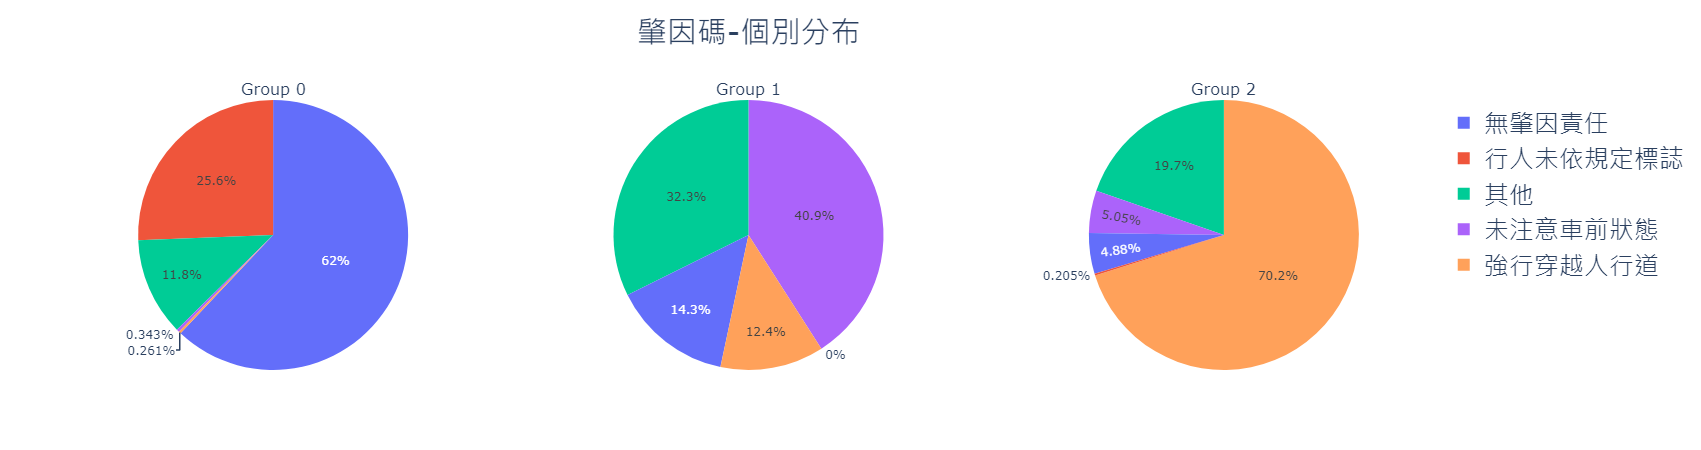 肇因碼-個別分布
Group 0
Group 1
Group 2
25.6%
62%
11.8%
0.343%
0.261%
32.3%
40.9%
14.3%
12.4%
0%
19.7%
5.05%
4.88%
0.205%
70.2%
無肇因責任
行人未依規定標誌
其他
未注意車前狀態
強行穿越人行道